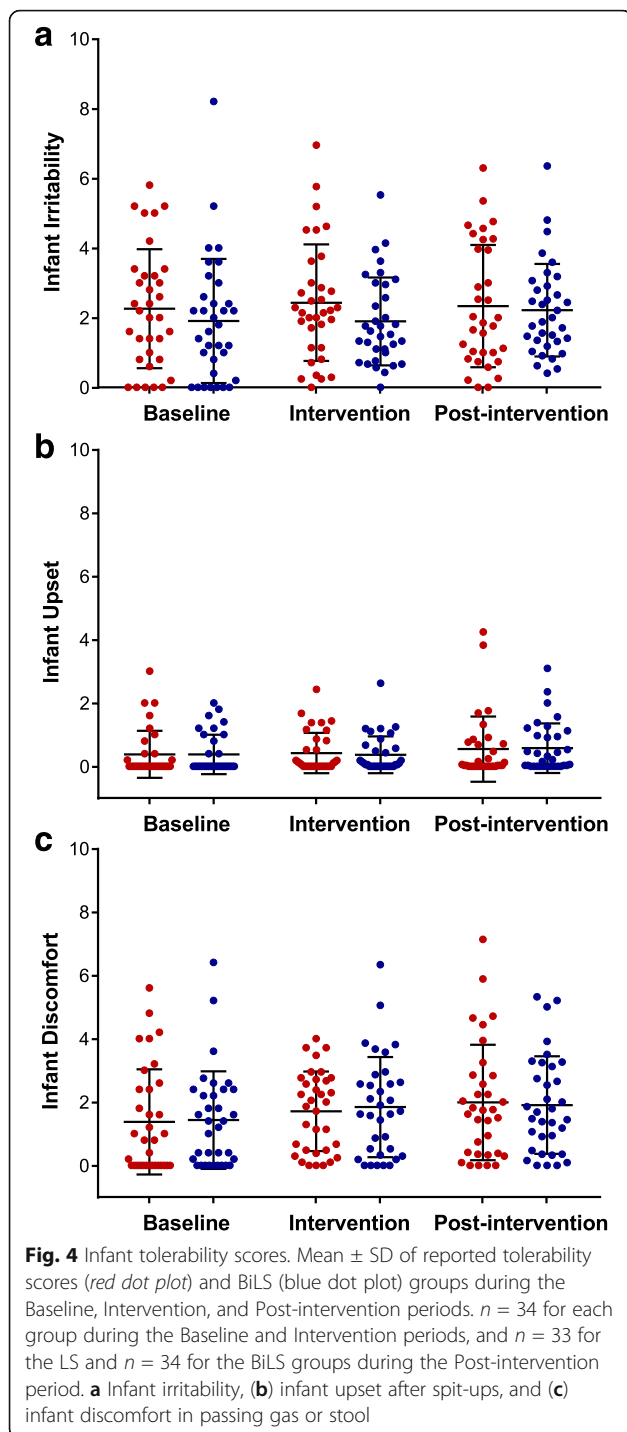 a
10
8
6
4
2
0
Infant Irritability
Baseline Intervention Post-intervention
b
10
8
6
4
2
0
Infant Upset
Baseline Intervention Post-intervention
c
10
8
6
4
2
0
Infant Discomfort
Baseline Intervention Post-intervention
Fig. 4 Infant tolerability scores. Mean ± SD of reported tolerability
scores (red dot plot) and BiLS (blue dot plot) groups during the
Baseline, Intervention, and Post-intervention periods. n = 34 for each
group during the Baseline and Intervention periods, and n = 33 for
the LS and n = 34 for the BiLS groups during the Post-intervention
period. a Infant irritability, (b) infant upset after spit-ups, and (c)
infant discomfort in passing gas or stool